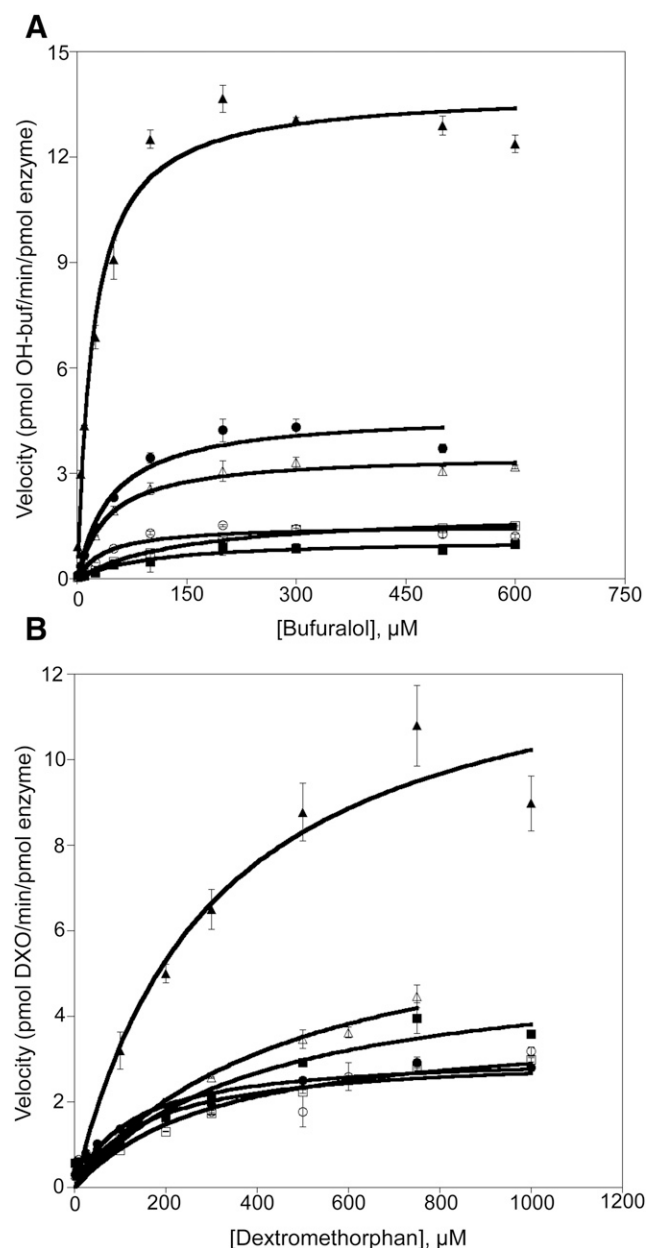 A
Velocity (pmol OH-buf/min/pmol enzyme)
15
12
9
6
3
0
0 150 300 450 600 750
[Bufuralol], µM
B
Velocity (pmol DXO/min/pmol enzyme)
12
10
8
6
4
2
0
0 200 400 600 800 1000 1200
[Dextromethorphan], µM